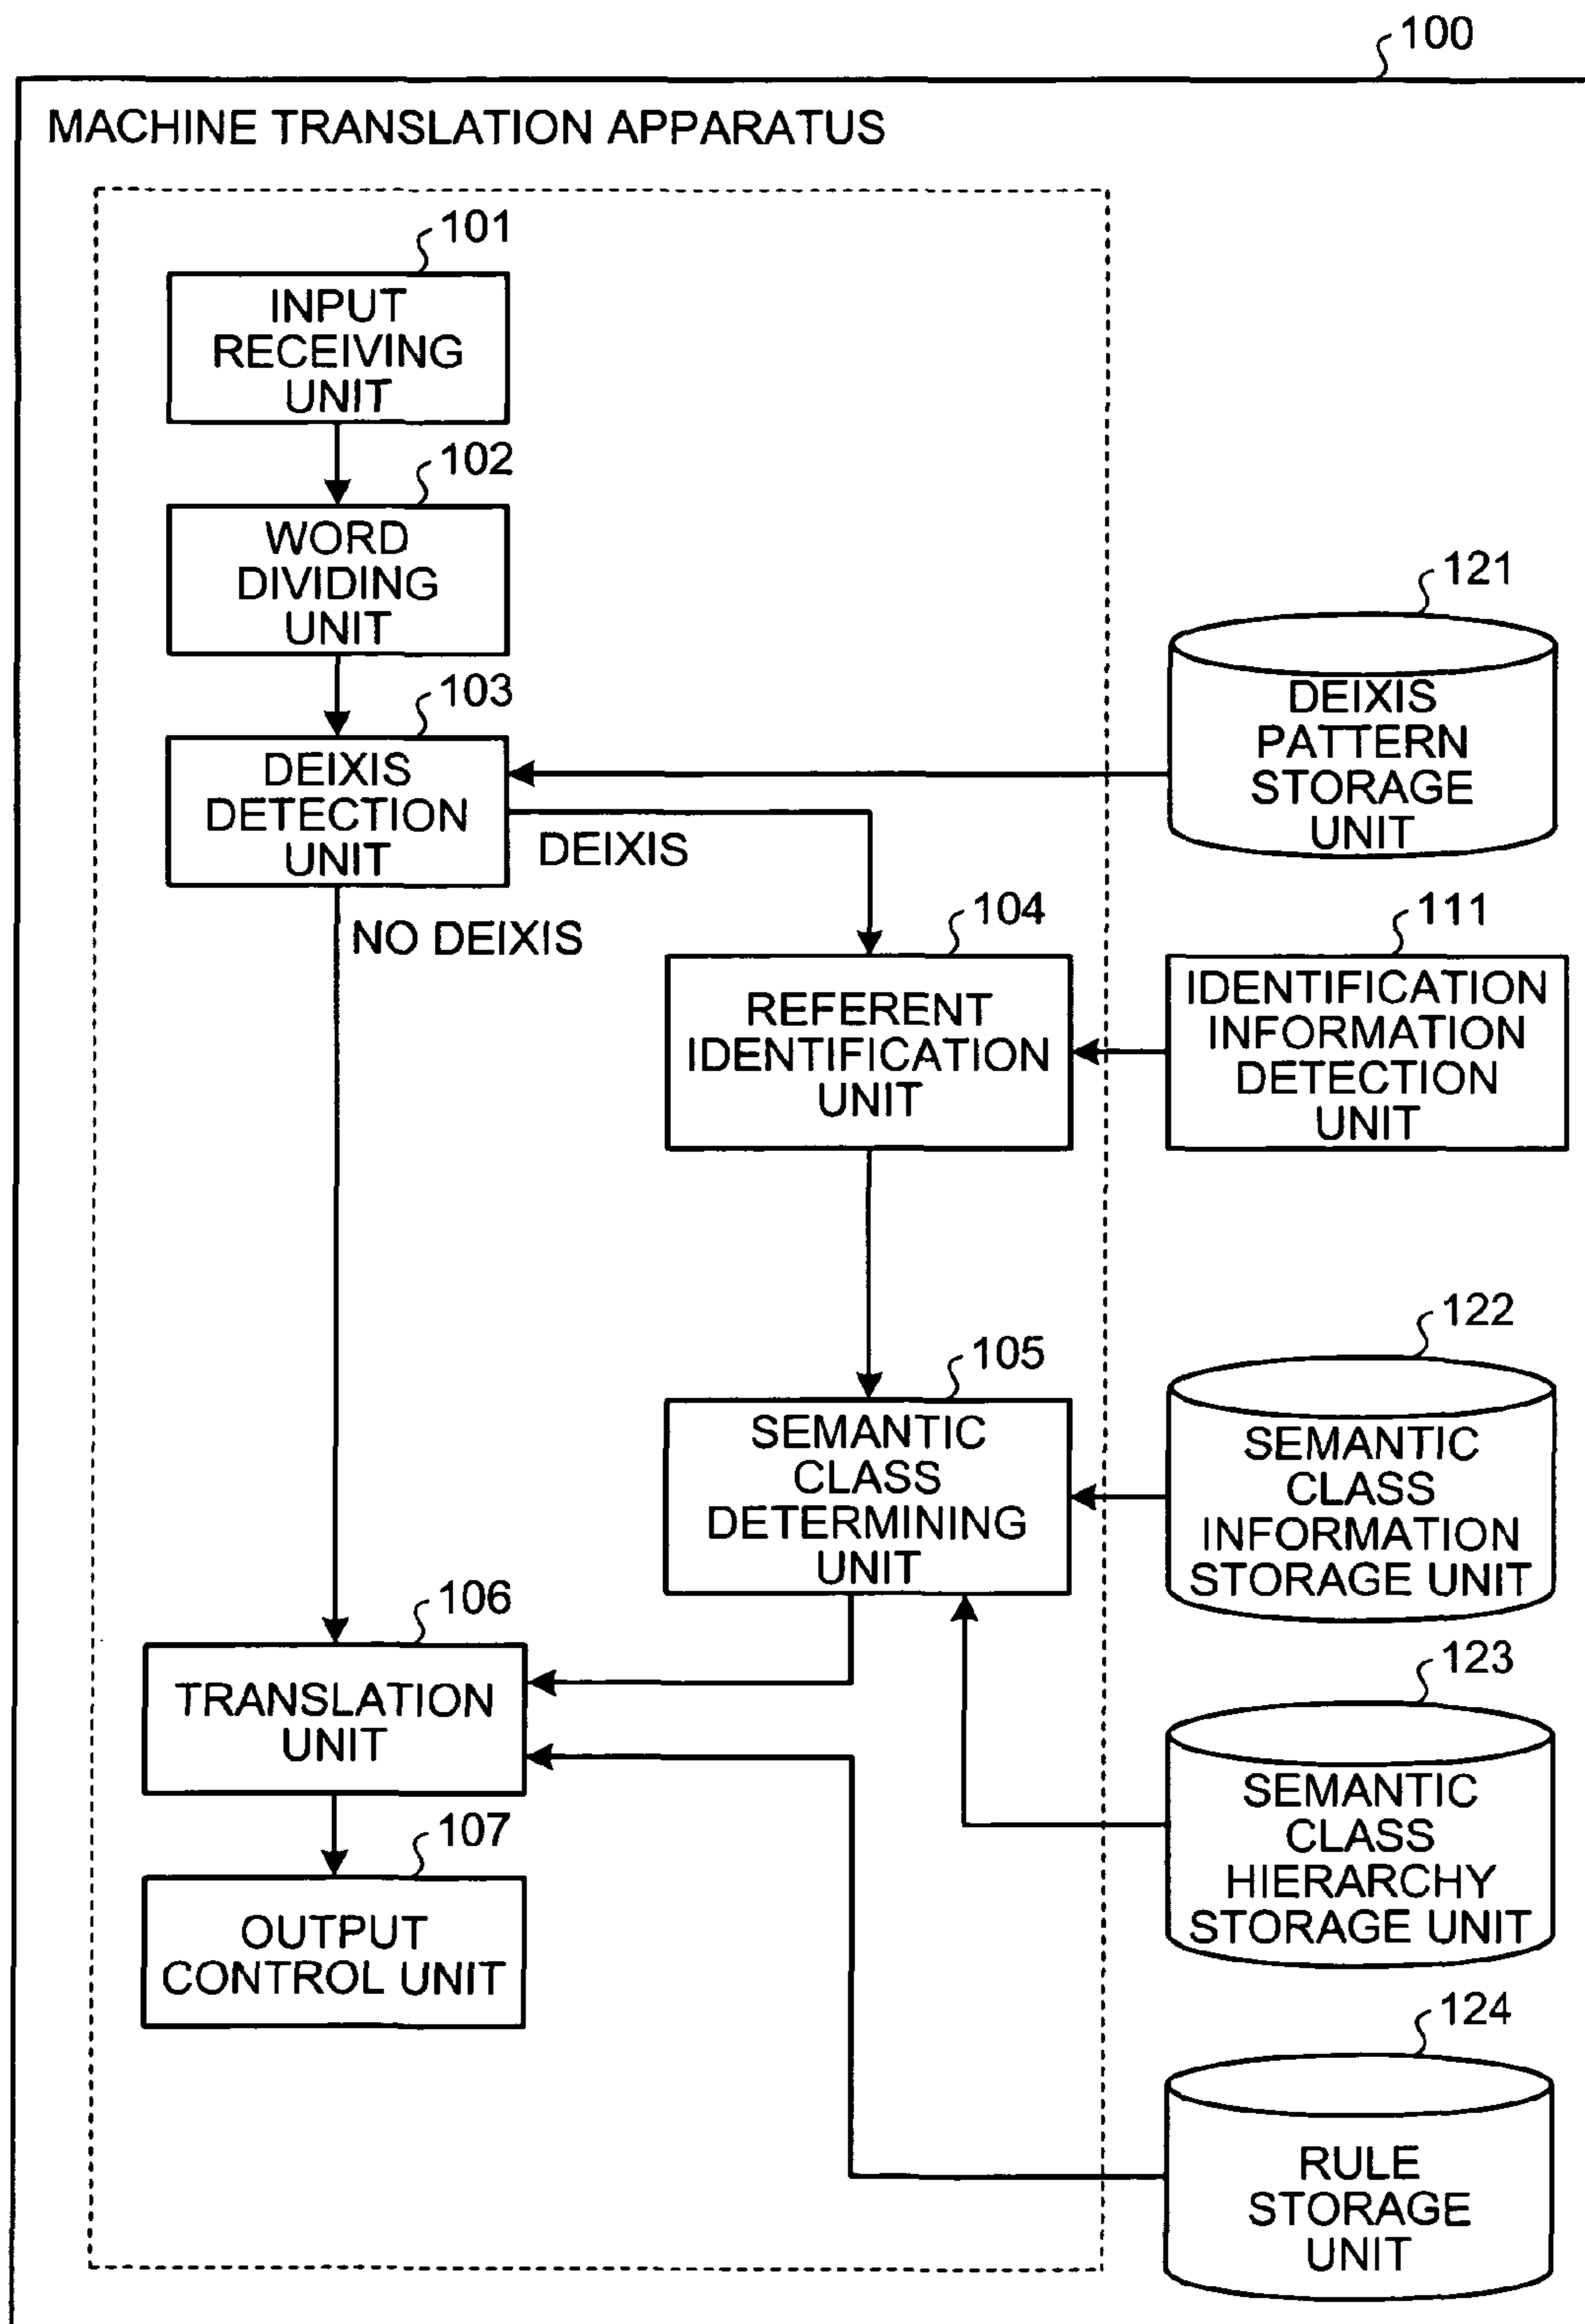 100
MACHINE TRANSLATION APPARATUS
101
INPUT
RECEIVING
UNIT
102
WORD
DIVIDING
UNIT
121
DEIXIS
PATTERN
STORAGE
UNIT
103
DEIXIS
DETECTION
UNIT
DEIXIS
NO DEIXIS
104
REFERENT
IDENTIFICATION
UNIT
111
IDENTIFICATION
INFORMATION
DETECTION
UNIT
105
SEMANTIC
CLASS
DETERMINING
UNIT
122
SEMANTIC
CLASS
INFORMATION
STORAGE UNIT
106
TRANSLATION
UNIT
123
SEMANTIC
CLASS
HIERARCHY
STORAGE UNIT
107
OUTPUT
CONTROL UNIT
124
RULE
STORAGE
UNIT